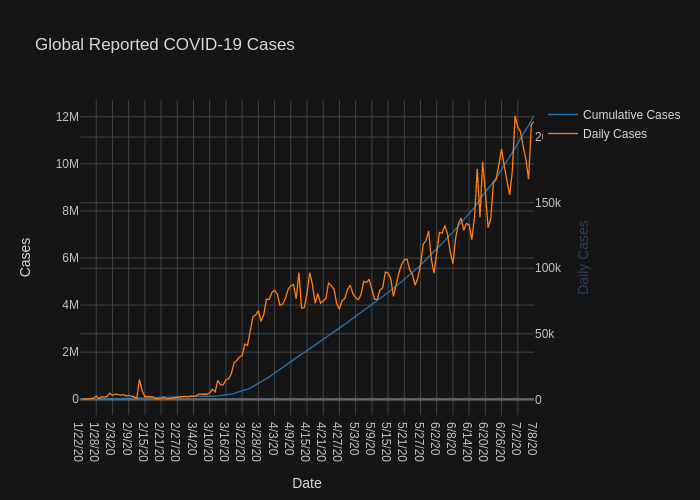 Global Reported COVID-19 Cases
Cumulative Cases
Daily Cases
12M
10M
8M
6M
4M
2M
0
Cases
150k
100k
50k
0
Daily Cases
1/22/20
1/28/20
2/3/20
2/9/20
2/15/20
2/21/20
2/27/20
3/4/20
3/10/20
3/16/20
3/22/20
3/28/20
4/3/20
4/9/20
4/15/20
4/21/20
4/27/20
5/3/20
5/9/20
5/15/20
5/21/20
5/27/20
6/2/20
6/8/20
6/14/20
6/20/20
6/26/20
7/2/20
7/8/20
Date